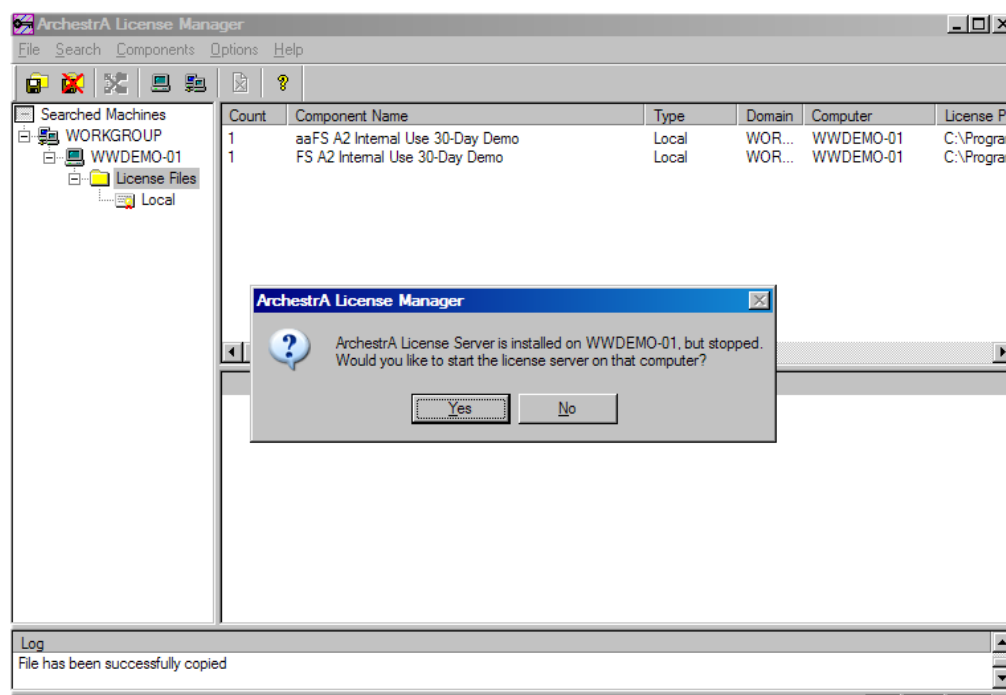 ArchestrA License Manager
File Search Components Options Help
Searched Machines
WORKGROUP
WWDEMO-01
License Files
Local
Count Component Name Type Domain Computer License P
1 aaFS A2 Internal Use 30-Day Demo Local WOR... WWDEMO-01 C:\Progra
1 FS A2 Internal Use 30-Day Demo Local WOR... WWDEMO-01 C:\Progra
ArchestrA License Manager
ArchestrA License Server is installed on WWDEMO-01, but stopped.
Would you like to start the license server on that computer?
Yes No
Log
File has been successfully copied